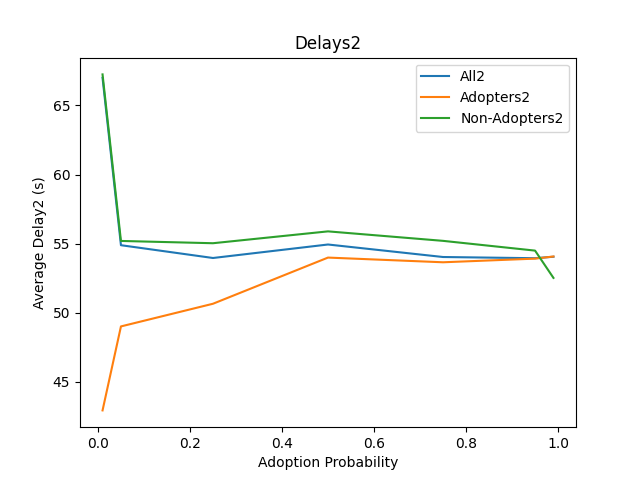 Delays2
All2
Adopters2
Non-Adopters2
Average Delay2 (s)
65
60
55
50
45
0.0 0.2 0.4 0.6 0.8 1.0
Adoption Probability